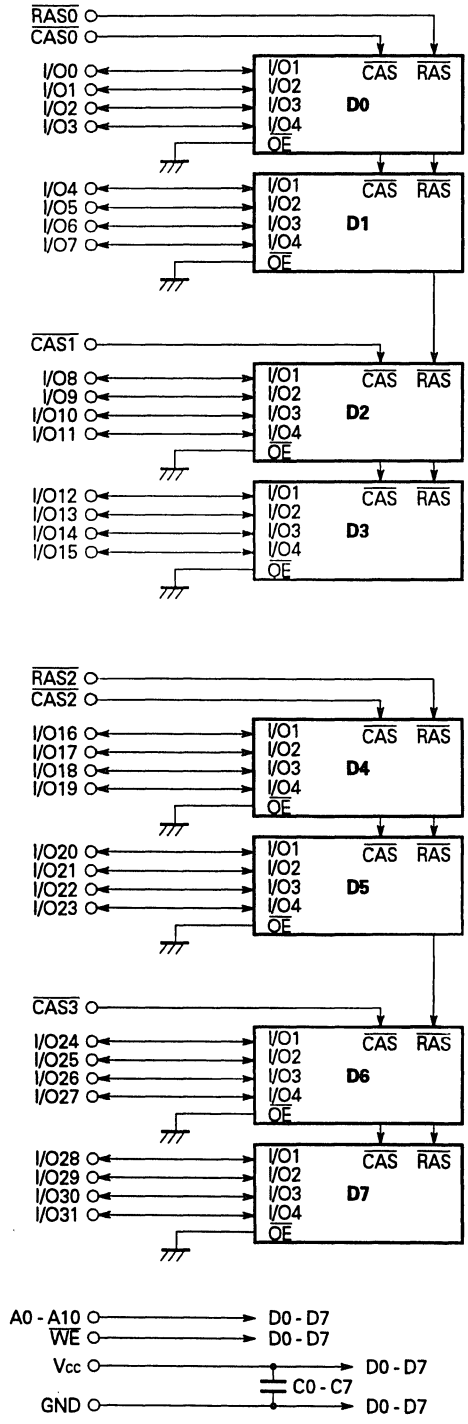 RAS0
CAS0
I/O0 I/O1 CAS RAS
I/O1 I/O2
I/O2 I/O3 D0
I/O3 I/O4
OE
I/O4 I/O1 CAS RAS
I/O5 I/O2
I/O6 I/O3 D1
I/O7 I/O4
OE
CAS1
I/O8 I/O1 CAS RAS
I/O9 I/O2
I/O10 I/O3 D2
I/O11 I/O4
OE
I/O12 I/O1 CAS RAS
I/O13 I/O2
I/O14 I/O3 D3
I/O15 I/O4
OE
RAS2
CAS2
I/O16 I/O1 CAS RAS
I/O17 I/O2
I/O18 I/O3 D4
I/O19 I/O4
OE
I/O20 I/O1 CAS RAS
I/O21 I/O2
I/O22 I/O3 D5
I/O23 I/O4
OE
CAS3
I/O24 I/O1 CAS RAS
I/O25 I/O2
I/O26 I/O3 D6
I/O27 I/O4
OE
I/O28 I/O1 CAS RAS
I/O29 I/O2
I/O30 I/O3 D7
I/O31 I/O4
OE
A0 - A10 D0 - D7
WE D0 - D7
Vcc D0 - D7
C0 - C7
GND D0 - D7